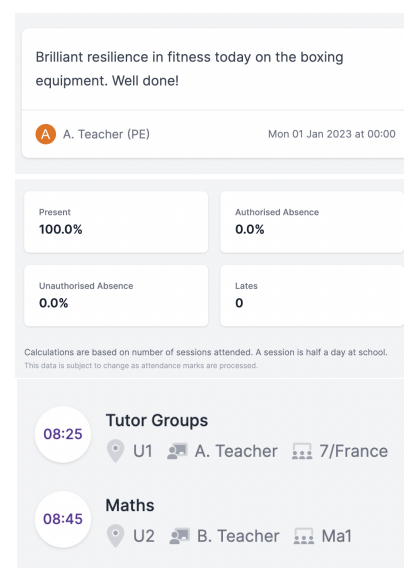 Brilliant resilience in fitness today on the boxing
equipment. Well done!
A A. Teacher (PE) Mon 01 Jan 2023 at 00:00
Present Authorised Absence
100.0% 0.0%
Unauthorised Absence Lates
0.0% 0
Calculations are based on number of sessions attended. A session is half a day at school.
This data is subject to change as attendance marks are processed.
Tutor Groups
08:25 U1 A. Teacher 7/France
Maths
08:45 U2 B. Teacher Ma1